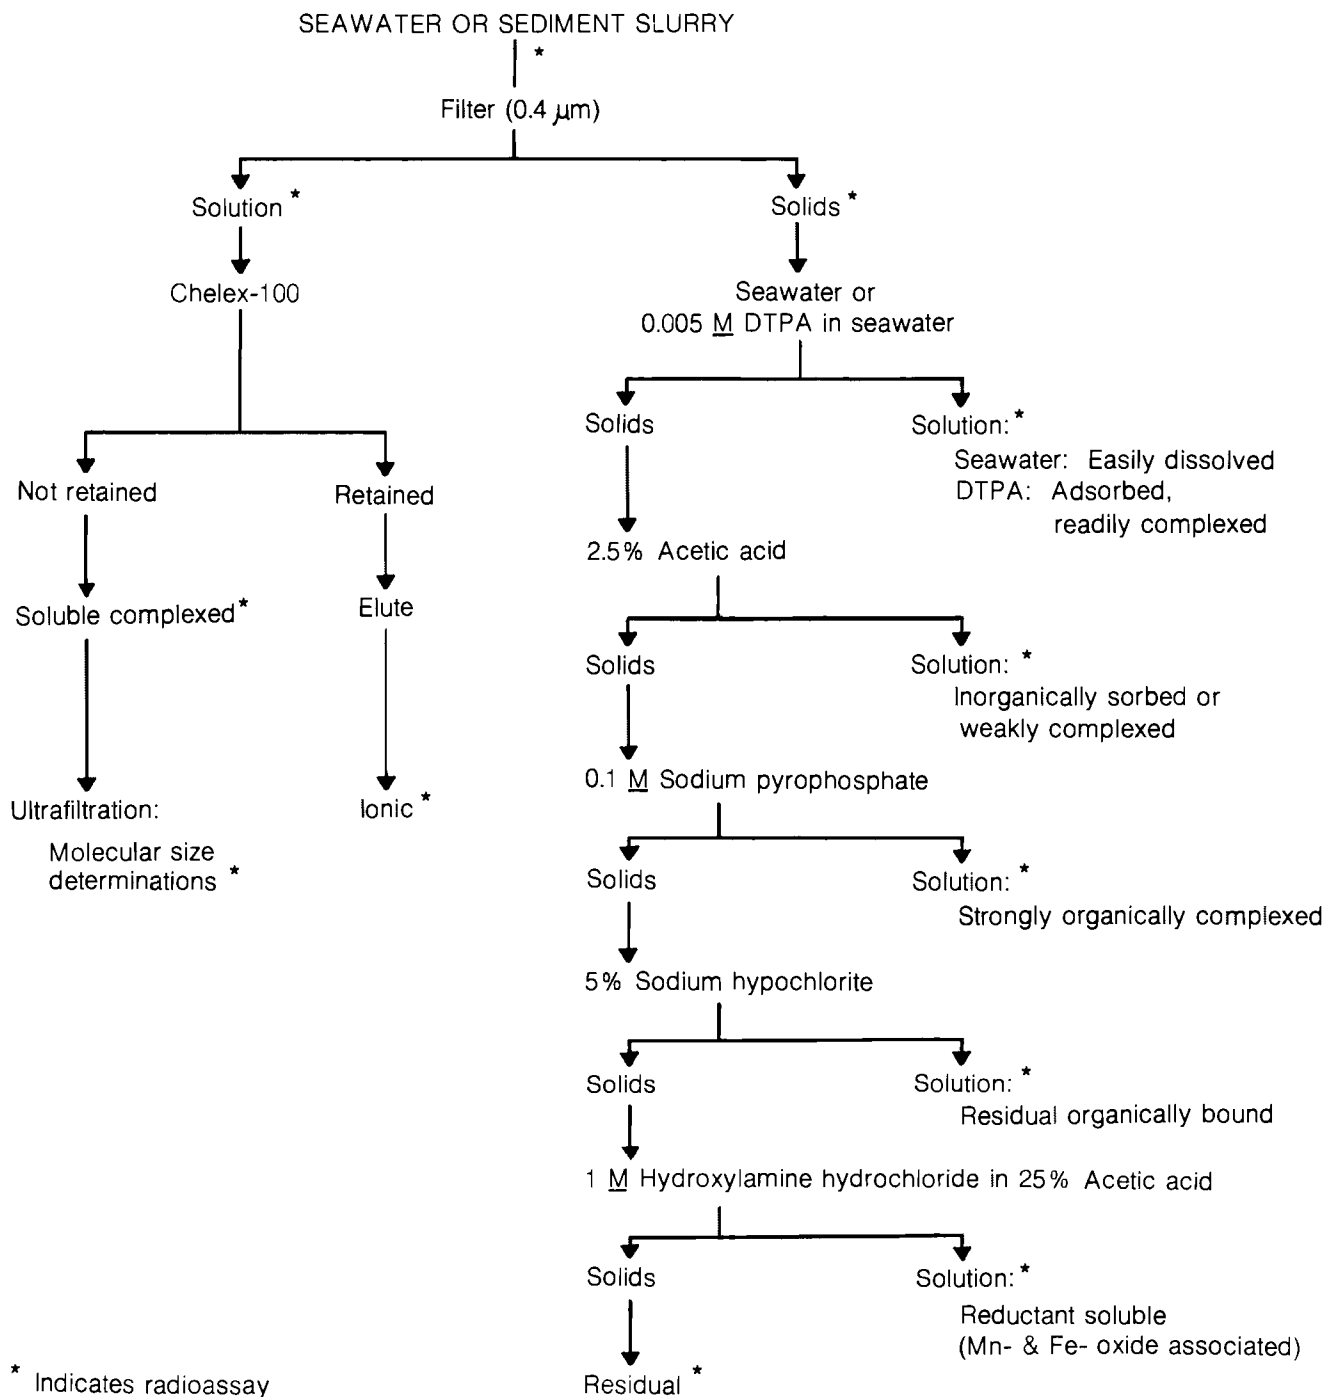 SEAWATER OR SEDIMENT SLURRY
*
Filter (0.4 µm)
Solution *
Solids *
Chelex-100
Seawater or
0.005 M DTPA in seawater
Not retained
Retained
Soluble complexed *
Elute
Ultrafiltration:
Molecular size
determinations *
Ionic *
Solids
Solution: *
Seawater: Easily dissolved
DTPA: Adsorbed,
readily complexed
2.5% Acetic acid
Solids
Solution: *
Inorganically sorbed or
weakly complexed
0.1 M Sodium pyrophosphate
Solids
Solution: *
Strongly organically complexed
5% Sodium hypochlorite
Solids
Solution: *
Residual organically bound
1 M Hydroxylamine hydrochloride in 25% Acetic acid
Solids
Solution: *
Reductant soluble
(Mn- & Fe- oxide associated)
Residual *
* Indicates radioassay